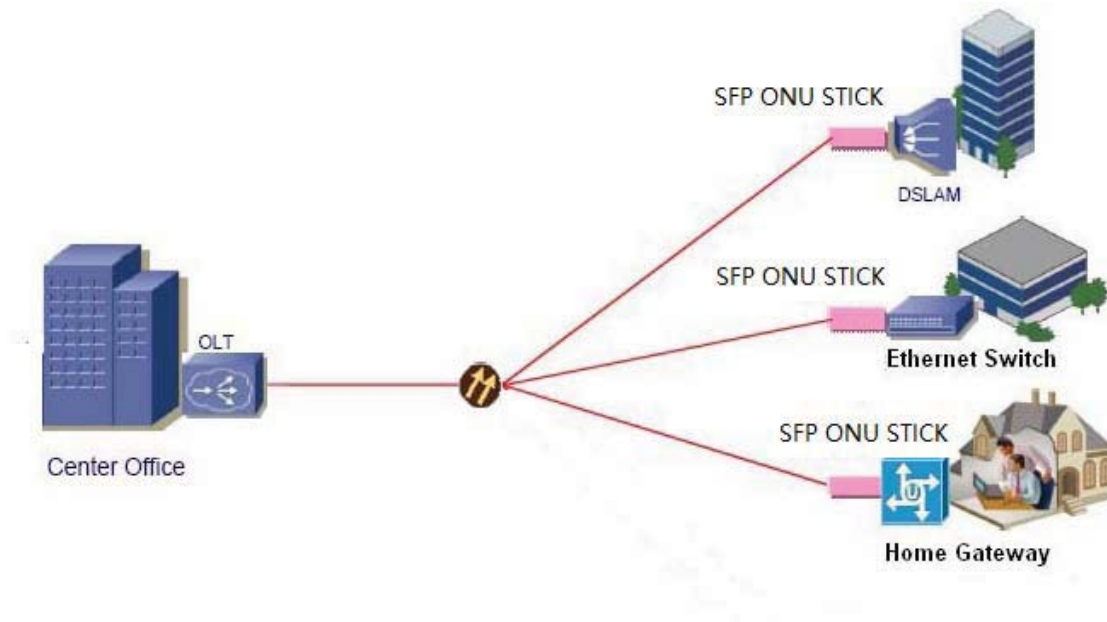 SFP ONU STICK
DSLAM
SFP ONU STICK
OLT
Ethernet Switch
SFP ONU STICK
Center Office
U
Home Gateway